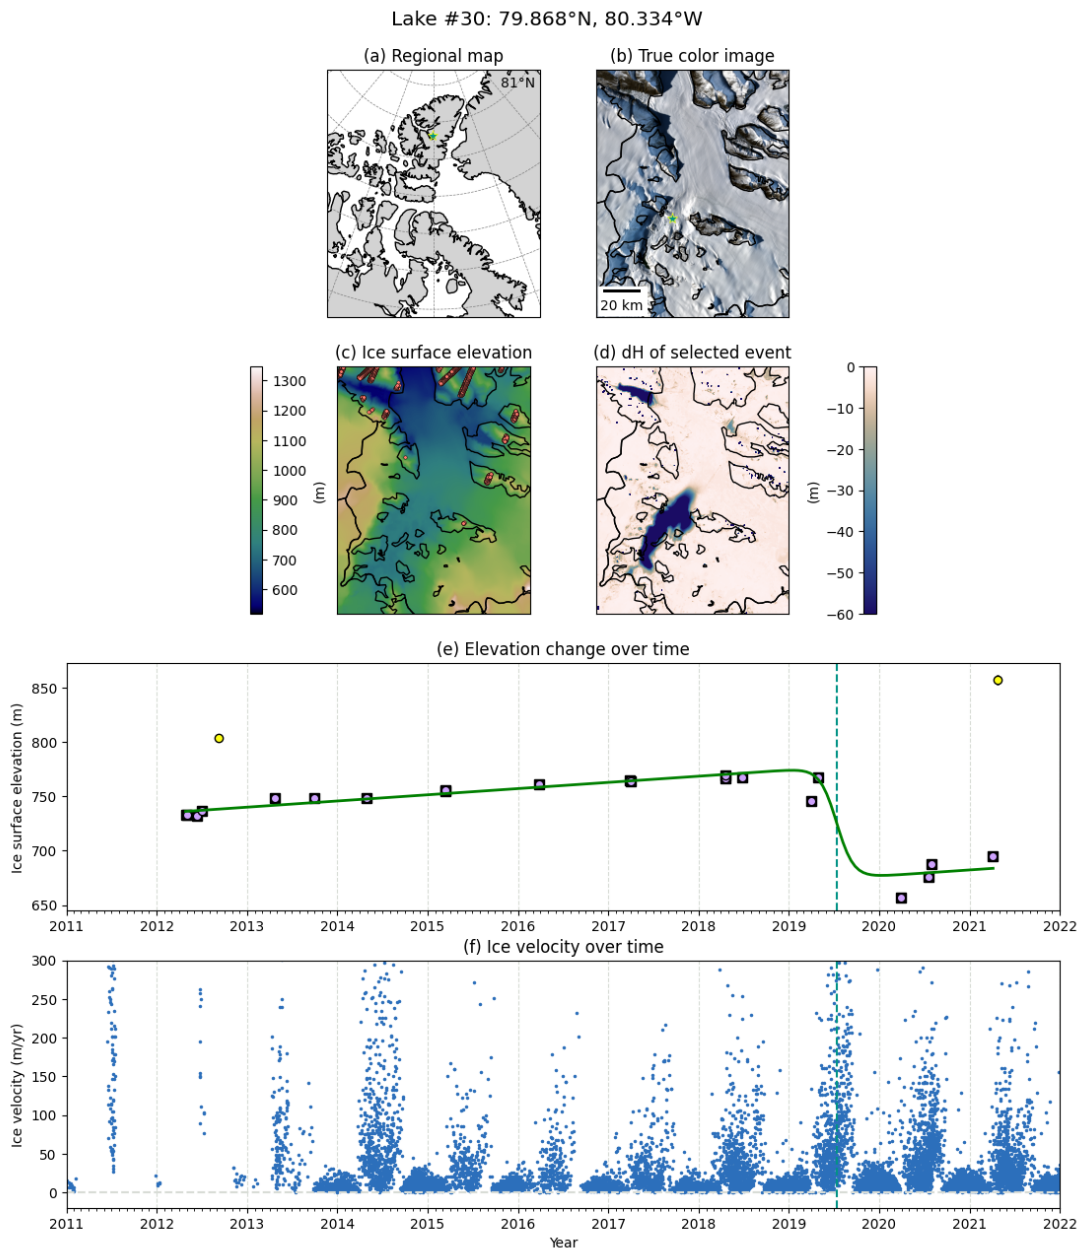 Lake #30: 79.868°N, 80.334°W
(a) Regional map
(b) True color image
81°N
20 km
(c) Ice surface elevation
(d) dH of selected event
1300
1200
1100
1000
900
800
700
600
(m)
0
−10
−20
−30
−40
−50
−60
(m)
(e) Elevation change over time
Ice surface elevation (m)
850
800
750
700
650
2011 2012 2013 2014 2015 2016 2017 2018 2019 2020 2021 2022
(f) Ice velocity over time
Ice velocity (m/yr)
300
250
200
150
100
50
0
2011 2012 2013 2014 2015 2016 2017 2018 2019 2020 2021 2022
Year